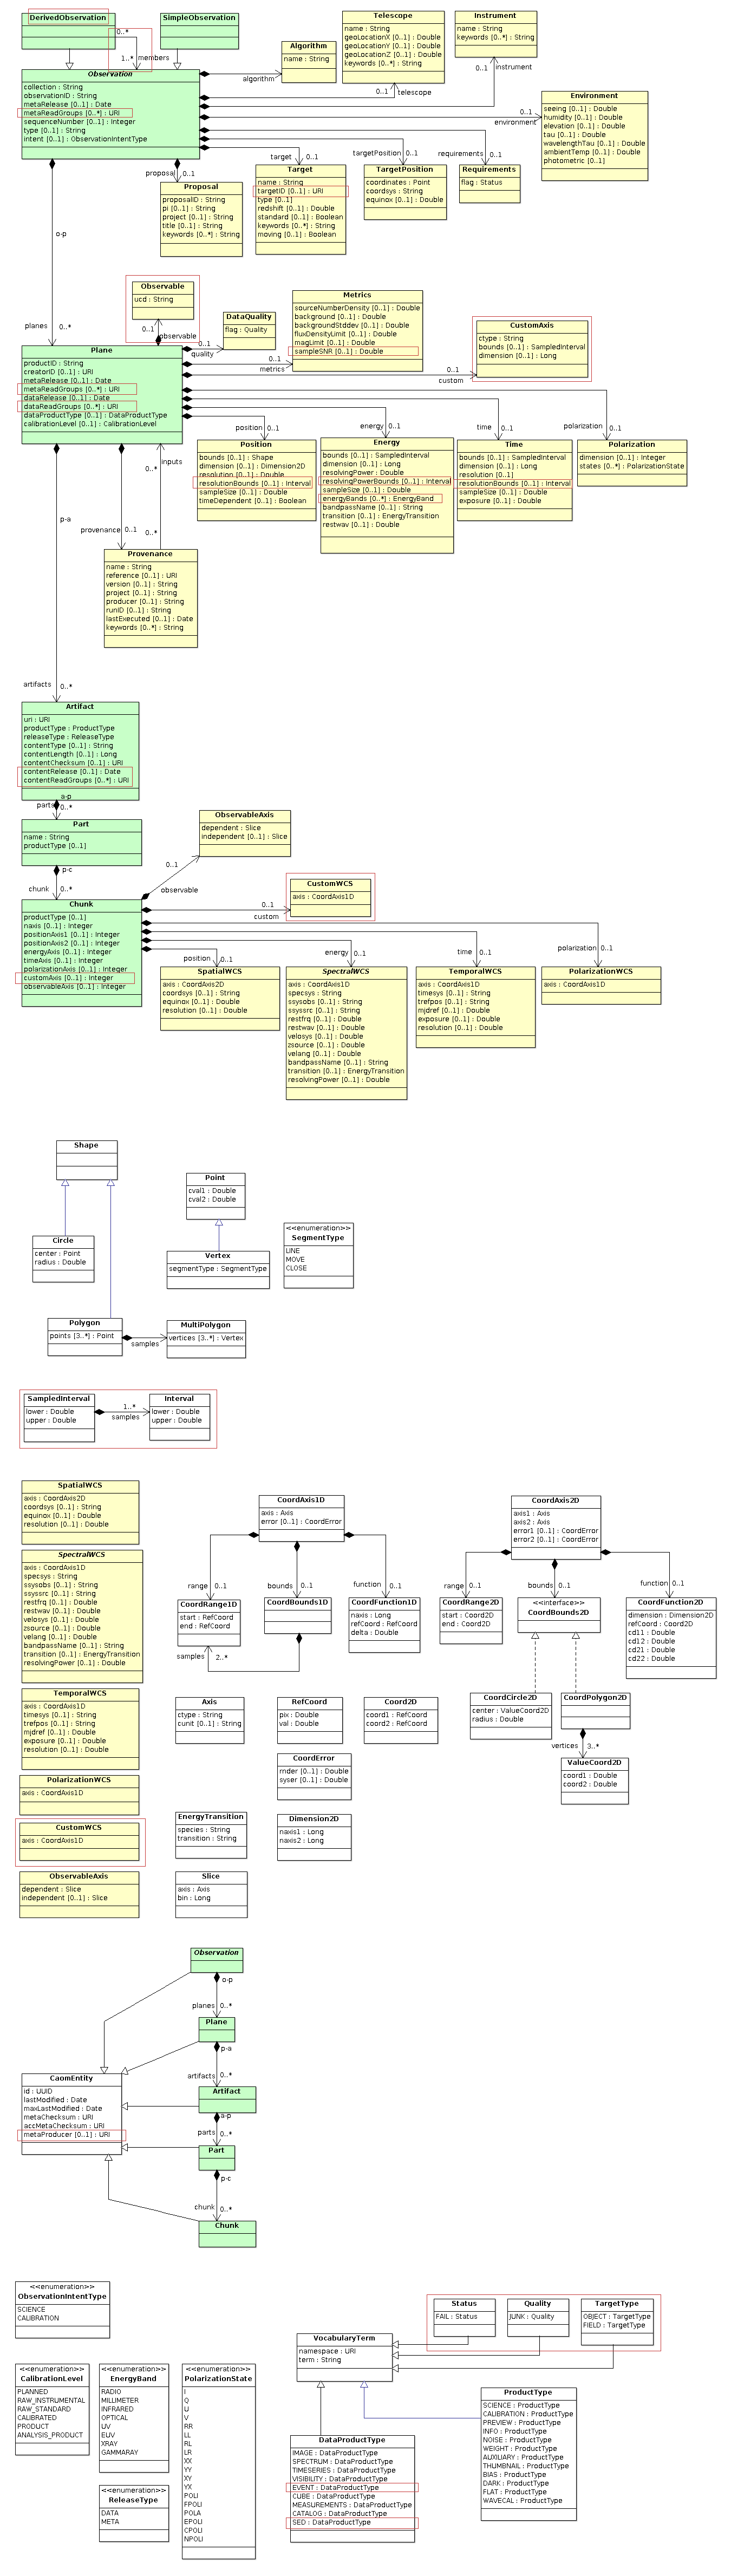 DerivedObservation
0..*
1..*
members
SimpleObservation
Observation
collection : String
observationID : String
metaRelease [0..1] : Date
metaReadGroups [0..*] : URI
sequenceNumber [0..1] : Integer
type [0..1] : String
intent [0..1] : ObservationIntentType
Algorithm
name : String
algorithm
Telescope
name : String
geoLocationX [0..1] : Double
geoLocationY [0..1] : Double
geoLocationZ [0..1] : Double
keywords [0..*] : String
0..1
telescope
Instrument
name : String
keywords [0..*] : String
0..1
instrument
Environment
seeing [0..1] : Double
humidity [0..1] : Double
elevation [0..1] : Double
tau [0..1] : Double
wavelengthTau [0..1] : Double
ambientTemp [0..1] : Double
photometric [0..1]
0..1
environment
proposal
0..1
Proposal
proposalID : String
pi [0..1] : String
project [0..1] : String
title [0..1] : String
keywords [0..*] : String
target
0..1
Target
name : String
targetID [0..1] : URI
type [0..1]
redshift [0..1] : Double
standard [0..1] : Boolean
keywords [0..*] : String
moving [0..1] : Boolean
targetPosition
0..1
TargetPosition
coordinates : Point
coordsys : String
equinox [0..1] : Double
requirements
0..1
Requirements
flag : Status
o-p
planes
0..*
Observable
ucd : String
0..1
observable
DataQuality
flag : Quality
0..1
quality
Metrics
sourceNumberDensity [0..1] : Double
background [0..1] : Double
backgroundStddev [0..1] : Double
fluxDensityLimit [0..1] : Double
magLimit [0..1] : Double
sampleSNR [0..1] : Double
0..1
metrics
CustomAxis
ctype : String
bounds [0..1] : SampledInterval
dimension [0..1] : Long
0..1
custom
Plane
productID : String
creatorID [0..1] : URI
metaRelease [0..1] : Date
metaReadGroups [0..*] : URI
dataRelease [0..1] : Date
dataReadGroups [0..*] : URI
dataProductType [0..1] : DataProductType
calibrationLevel [0..1] : CalibrationLevel
position
0..1
Position
bounds [0..1] : Shape
dimension [0..1] : Dimension2D
resolution [0..1] : Double
resolutionBounds [0..1] : Interval
sampleSize [0..1] : Double
timeDependent [0..1] : Boolean
energy
0..1
Energy
bounds [0..1] : SampledInterval
dimension [0..1] : Long
resolvingPower [0..1] : Double
resolvingPowerBounds [0..1] : Interval
sampleSize [0..1] : Double
energyBands [0..*] : EnergyBand
bandpassName [0..1] : String
transition [0..1] : EnergyTransition
restwav [0..1] : Double
time
0..1
Time
bounds [0..1] : SampledInterval
dimension [0..1] : Long
resolution [0..1]
resolutionBounds [0..1] : Interval
sampleSize [0..1] : Double
exposure [0..1] : Double
polarization
0..1
Polarization
dimension [0..1] : Integer
states [0..*] : PolarizationState
inputs
0..*
p-a
provenance
0..1
0..*
Provenance
name : String
reference [0..1] : URI
version [0..1] : String
project [0..1] : String
producer [0..1] : String
runID [0..1] : String
lastExecuted [0..1] : Date
keywords [0..*] : String
artifacts
0..*
Artifact
uri : URI
productType : ProductType
releaseType : ReleaseType
contentType [0..1] : String
contentLength [0..1] : Long
contentChecksum [0..1] : URI
contentRelease [0..1] : Date
contentReadGroups [0..*] : URI
a-p
parts
0..*
Part
name : String
productType [0..1]
p-c
chunk
0..*
ObservableAxis
dependent : Slice
independent [0..1] : Slice
0..1
observable
CustomWCS
axis : CoordAxis1D
0..1
custom
Chunk
productType [0..1]
naxis [0..1] : Integer
positionAxis1 [0..1] : Integer
positionAxis2 [0..1] : Integer
energyAxis [0..1] : Integer
timeAxis [0..1] : Integer
polarizationAxis [0..1] : Integer
customAxis [0..1] : Integer
observableAxis [0..1] : Integer
position
0..1
SpatialWCS
axis : CoordAxis2D
coordsys [0..1] : String
equinox [0..1] : Double
resolution [0..1] : Double
energy
0..1
SpectralWCS
axis : CoordAxis1D
specsys : String
ssysobs [0..1] : String
ssyssrc [0..1] : String
restfrq [0..1] : Double
restwav [0..1] : Double
velosys [0..1] : Double
zsource [0..1] : Double
velang [0..1] : Double
bandpassName [0..1] : String
transition [0..1] : EnergyTransition
resolvingPower [0..1] : Double
time
0..1
TemporalWCS
axis : CoordAxis1D
timesys [0..1] : String
trefpos [0..1] : String
mjdref [0..1] : Double
exposure [0..1] : Double
resolution [0..1] : Double
polarization
0..1
PolarizationWCS
axis : CoordAxis1D
Shape
Circle
center : Point
radius : Double
Point
cval1 : Double
cval2 : Double
Vertex
segmentType : SegmentType
<<enumeration>>
SegmentType
LINE
MOVE
CLOSE
Polygon
points [3..*] : Point
samples
MultiPolygon
vertices [3..*] : Vertex
SampledInterval
lower : Double
upper : Double
1..*
samples
Interval
lower : Double
upper : Double
SpatialWCS
axis : CoordAxis2D
coordsys [0..1] : String
equinox [0..1] : Double
resolution [0..1] : Double
SpectralWCS
axis : CoordAxis1D
specsys : String
ssysobs [0..1] : String
ssyssrc [0..1] : String
restfrq [0..1] : Double
restwav [0..1] : Double
velosys [0..1] : Double
zsource [0..1] : Double
velang [0..1] : Double
bandpassName [0..1] : String
transition [0..1] : EnergyTransition
resolvingPower [0..1] : Double
TemporalWCS
axis : CoordAxis1D
timesys [0..1] : String
trefpos [0..1] : String
mjdref [0..1] : Double
exposure [0..1] : Double
resolution [0..1] : Double
PolarizationWCS
axis : CoordAxis1D
CustomWCS
axis : CoordAxis1D
ObservableAxis
dependent : Slice
independent [0..1] : Slice
CoordAxis1D
axis : Axis
error [0..1] : CoordError
range
0..1
bounds
0..1
function
0..1
CoordRange1D
start : RefCoord
end : RefCoord
CoordBounds1D
samples
2..*
CoordFunction1D
naxis : Long
refCoord : RefCoord
delta : Double
CoordAxis2D
axis1 : Axis
axis2 : Axis
error1 [0..1] : CoordError
error2 [0..1] : CoordError
range
0..1
bounds
0..1
function
0..1
CoordRange2D
start : Coord2D
end : Coord2D
<<interface>>
CoordBounds2D
CoordFunction2D
dimension : Dimension2D
refCoord : Coord2D
cd11 : Double
cd12 : Double
cd21 : Double
cd22 : Double
CoordCircle2D
center : ValueCoord2D
radius : Double
CoordPolygon2D
vertices
3..*
ValueCoord2D
coord1 : Double
coord2 : Double
Axis
ctype : String
cunit [0..1] : String
RefCoord
pix : Double
val : Double
Coord2D
coord1 : RefCoord
coord2 : RefCoord
CoordError
rnder [0..1] : Double
syser [0..1] : Double
EnergyTransition
species : String
transition : String
Dimension2D
naxis1 : Long
naxis2 : Long
Slice
axis : Axis
bin : Long
Observation
o-p
planes
0..*
Plane
p-a
artifacts
0..*
Artifact
a-p
parts
0..*
Part
p-c
chunk
0..*
Chunk
CaomEntity
id : UUID
lastModified : Date
maxLastModified : Date
metaChecksum : URI
accMetaChecksum : URI
metaProducer [0..1] : URI
<<enumeration>>
ObservationIntentType
SCIENCE
CALIBRATION
<<enumeration>>
CalibrationLevel
PLANNED
RAW_INSTRUMENTAL
RAW_STANDARD
CALIBRATED
PRODUCT
ANALYSIS_PRODUCT
<<enumeration>>
EnergyBand
RADIO
MILLIMETER
INFRARED
OPTICAL
UV
EUV
XRAY
GAMMARAY
<<enumeration>>
ReleaseType
DATA
META
<<enumeration>>
PolarizationState
I
Q
U
V
RR
LL
RL
LR
XX
YY
XY
YX
POLI
FPOLI
POLA
EPOLI
CPOLI
NPOLI
VocabularyTerm
namespace : URI
term : String
Status
FAIL : Status
Quality
JUNK : Quality
TargetType
OBJECT : TargetType
FIELD : TargetType
DataProductType
IMAGE : DataProductType
SPECTRUM : DataProductType
TIMESERIES : DataProductType
VISIBILITY : DataProductType
EVENT : DataProductType
CUBE : DataProductType
MEASUREMENTS : DataProductType
CATALOG : DataProductType
SED : DataProductType
ProductType
SCIENCE : ProductType
CALIBRATION : ProductType
PREVIEW : ProductType
INFO : ProductType
NOISE : ProductType
WEIGHT : ProductType
AUXILIARY : ProductType
THUMBNAIL : ProductType
BIAS : ProductType
DARK : ProductType
FLAT : ProductType
WAVECAL : ProductType